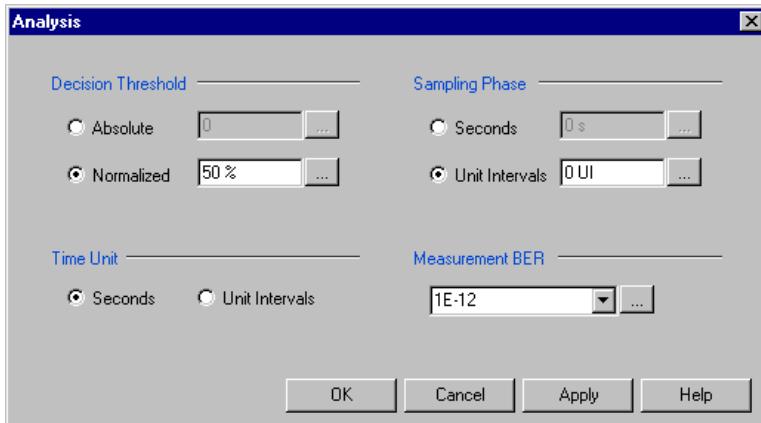 Analysis
Decision Threshold
Absolute 0 ...
Normalized 50 % ...
Sampling Phase
Seconds 0 s ...
Unit Intervals 0 UI ...
Time Unit
Seconds Unit Intervals
Measurement BER
1E-12 ...
OK Cancel Apply Help